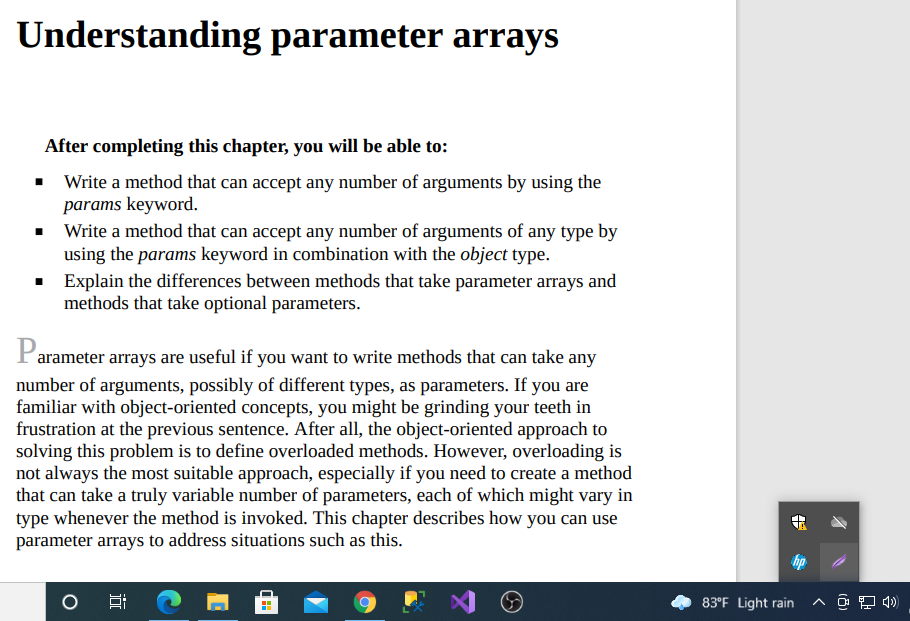 Understanding parameter arrays
After completing this chapter, you will be able to:
▪ Write a method that can accept any number of arguments by using the
params keyword.
▪ Write a method that can accept any number of arguments of any type by
using the params keyword in combination with the object type.
▪ Explain the differences between methods that take parameter arrays and
methods that take optional parameters.
Parameter arrays are useful if you want to write methods that can take any
number of arguments, possibly of different types, as parameters. If you are
familiar with object-oriented concepts, you might be grinding your teeth in
frustration at the previous sentence. After all, the object-oriented approach to
solving this problem is to define overloaded methods. However, overloading is
not always the most suitable approach, especially if you need to create a method
that can take a truly variable number of parameters, each of which might vary in
type whenever the method is invoked. This chapter describes how you can use
parameter arrays to address situations such as this.
hp
83°F Light rain